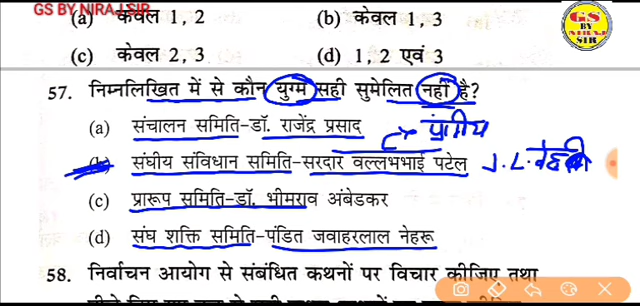 GS BY NIRAJ SIR
(a) केवल 1, 2 (b) केवल 1, 3
(c) केवल 2, 3 (d) 1, 2 एवं 3
GS BY NIRAJ SIR
57. निम्नलिखित में से कौन युग्म सही सुमेलित नहीं है?
(a) संचालन समिति-डॉ. राजेंद्र प्रसाद
प्रांतीय
(b) संघीय संविधान समिति-सरदार वल्लभभाई पटेल J.L. नेहरू
(c) प्रारूप समिति-डॉ. भीमराव अंबेडकर
(d) संघ शक्ति समिति-पंडित जवाहरलाल नेहरू
58. निर्वाचन आयोग से संबंधित कथनों पर विचार कीजिए तथा